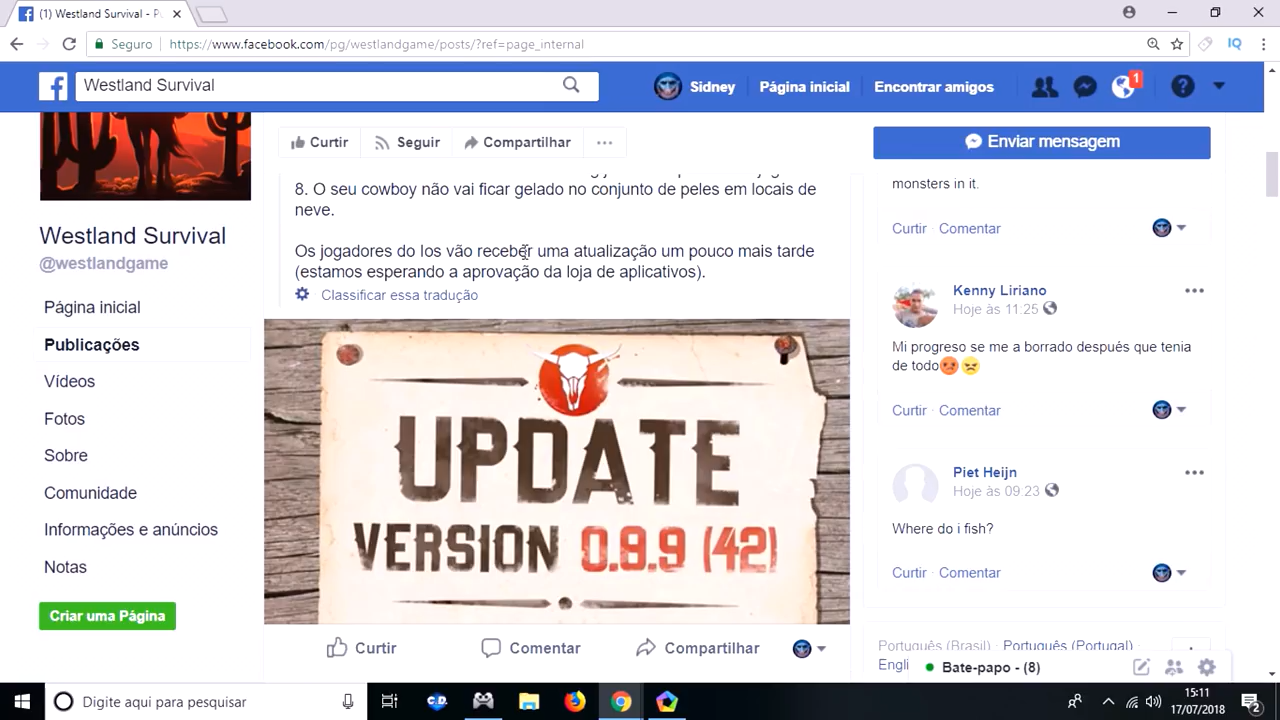 (1) Westland Survival - Pu
Seguro
https://www.facebook.com/pg/westlandgame/posts/?ref=page_internal
IQ
Westland Survival
Sidney
Página inicial
Encontrar amigos
1
Curtir
Seguir
Compartilhar
Enviar mensagem
8. O seu cowboy não vai ficar gelado no conjunto de peles em locais de
neve.
Os jogadores do Ios vão receber uma atualização um pouco mais tarde
(estamos esperando a aprovação da loja de aplicativos).
Classificar essa tradução
UPDATE
VERSION 0.9.9 (42)
Curtir
Comentar
Compartilhar
Westland Survival
@westlandgame
Página inicial
Publicações
Vídeos
Fotos
Sobre
Comunidade
Informações e anúncios
Notas
Criar uma Página
monsters in it.
Curtir · Comentar
Kenny Liriano
Hoje às 11:25
Mi progreso se me a borrado después que tenia
de todo
Curtir · Comentar
Piet Heijn
Hoje às 09:23
Where do i fish?
Curtir · Comentar
Português (Brasil) · Português (Portugal) ·
Engli
Bate-papo - (8)
Digite aqui para pesquisar
15:11
17/07/2018
2